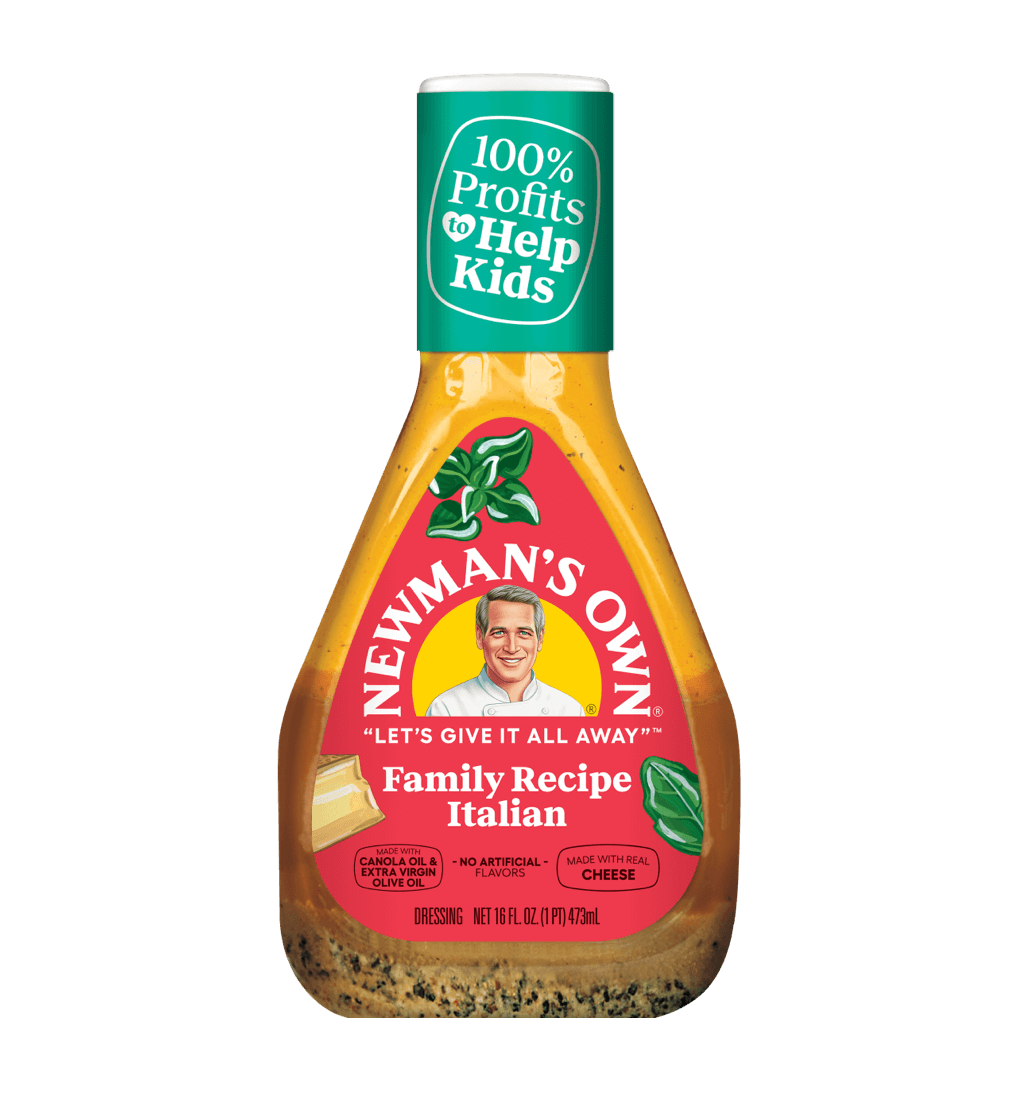 100%
Profits
to Help
Kids
NEWMAN'S OWN®
®
“LET'S GIVE IT ALL AWAY”™
Family Recipe
Italian
MADE WITH
CANOLA OIL &
EXTRA VIRGIN
OLIVE OIL
- NO ARTIFICIAL -
FLAVORS
MADE WITH REAL
CHEESE
DRESSING NET 16 FL. OZ. (1 PT) 473mL